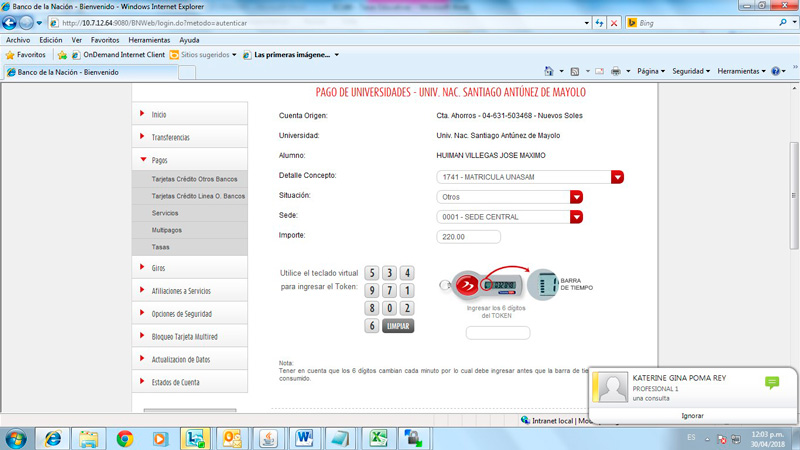 Banco de la Nación - Bienvenido - Windows Internet Explorer
http://10.7.12.64:9080/BNWeb/login.do?metodo=autenticar
Bing
Archivo Edición Ver Favoritos Herramientas Ayuda
Favoritos OnDemand Internet Client Sitios sugeridos Las primeras imágene...
Banco de la Nación - Bienvenido
Página Seguridad Herramientas
PAGO DE UNIVERSIDADES - UNIV. NAC. SANTIAGO ANTÚNEZ DE MAYOLO
Inicio
Transferencias
Pagos
Tarjetas Crédito Otros Bancos
Tarjetas Crédito Linea O. Bancos
Servicios
Multipagos
Tasas
Giros
Afiliaciones a Servicios
Opciones de Seguridad
Bloqueo Tarjeta Multired
Actualizacion de Datos
Estados de Cuenta
Cuenta Origen: Cta. Ahorros - 04-631-503468 - Nuevos Soles
Universidad: Univ. Nac. Santiago Antúnez de Mayolo
Alumno: HUIMAN VILLEGAS JOSE MAXIMO
Detalle Concepto: 1741 - MATRICULA UNASAM
Situación: Otros
Sede: 0001 - SEDE CENTRAL
Importe: 220.00
Utilice el teclado virtual
para ingresar el Token:
5 3 4
9 7 1
8 0 2
6 LIMPIAR
BARRA
DE TIEMPO
Ingresar los 6 dígitos
del TOKEN
Nota:
Tener en cuenta que los 6 dígitos cambian cada minuto por lo cual debe ingresar antes que la barra de
consumido.
KATERINE GINA POMA REY
PROFESIONAL 1
una consulta
Ignorar
Intranet local
ES
12:03 p.m.
30/04/2018